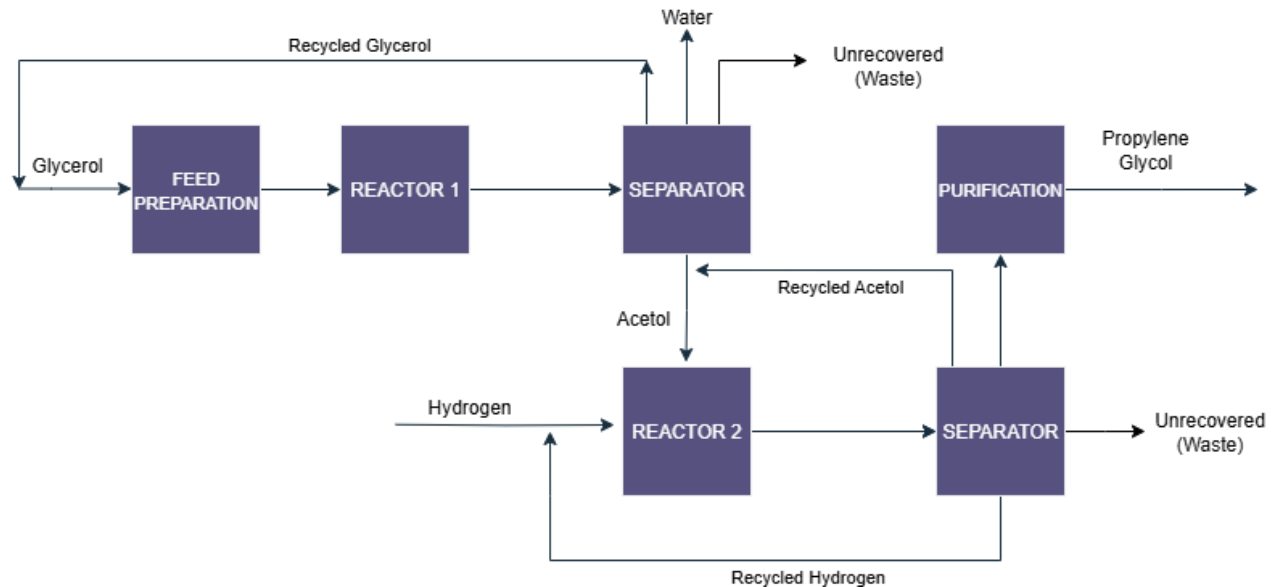 Water
Recycled Glycerol
Unrecovered
(Waste)
Glycerol
FEED
PREPARATION
REACTOR 1
SEPARATOR
PURIFICATION
Propylene
Glycol
Recycled Acetol
Acetol
Hydrogen
REACTOR 2
SEPARATOR
Unrecovered
(Waste)
Recycled Hydrogen